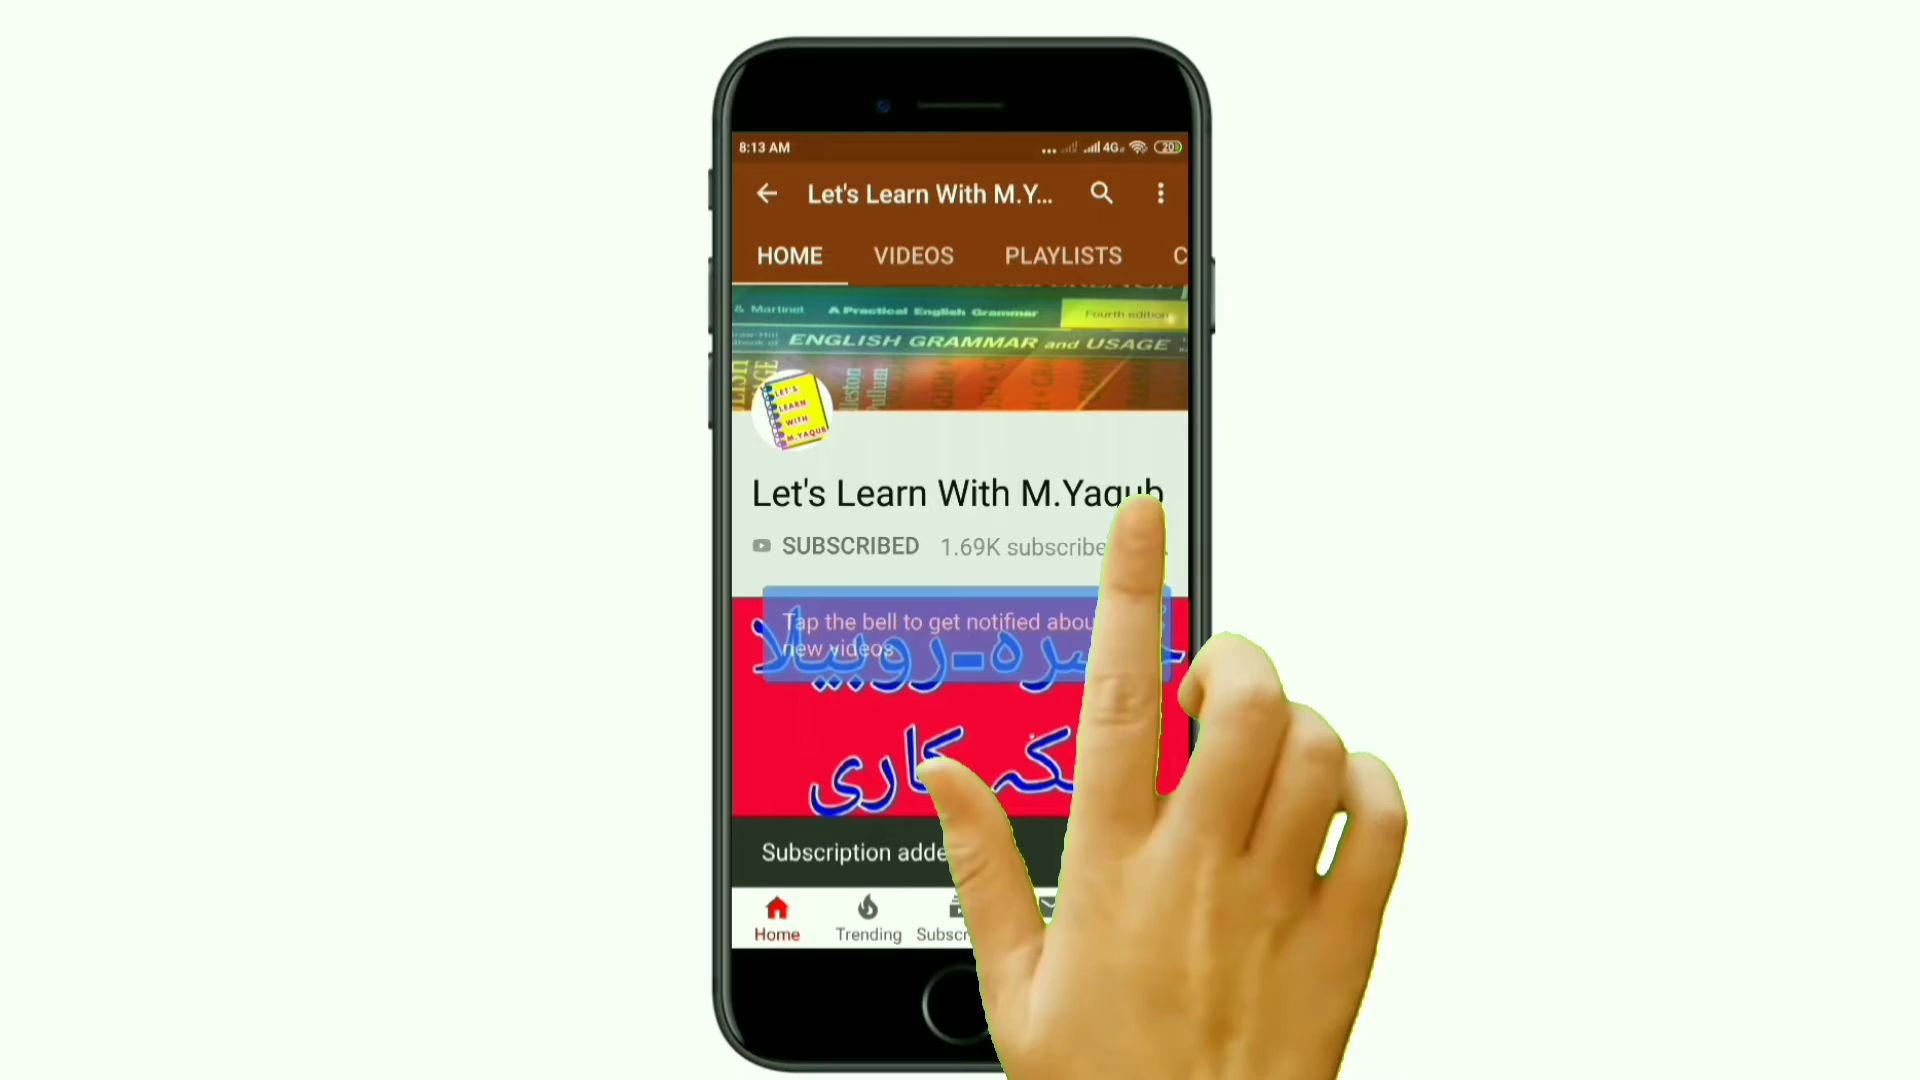 8:13 AM
4G
20
Let's Learn With M.Y...
HOME VIDEOS PLAYLISTS C
& Martinet A Practical English Grammar Fourth edition
ENGLISH GRAMMAR and USAGE
LET'S
LEARN
WITH
M.YAQUB
Let's Learn With M.Yaqub
SUBSCRIBED 1.69K subscribe
Tap the bell to get notified abou
new videos
روبیلا
کاری
Subscription adde
Home Trending Subscr